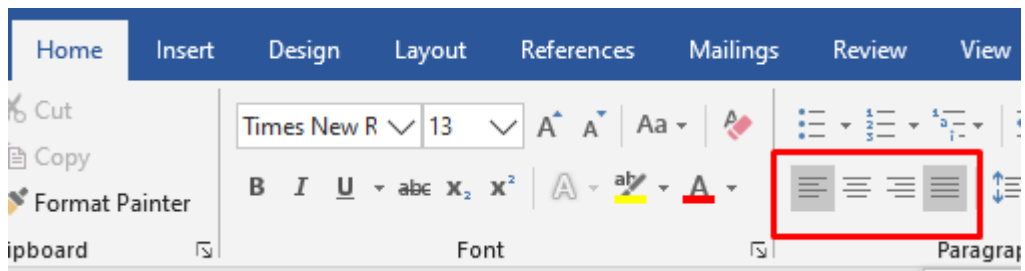 Home Insert Design Layout References Mailings Review View
Cut
Times New R 13 A A Aa A
Copy
B I U abc X2 X2 A ab A
Format Painter
ipboard Font Paragrap